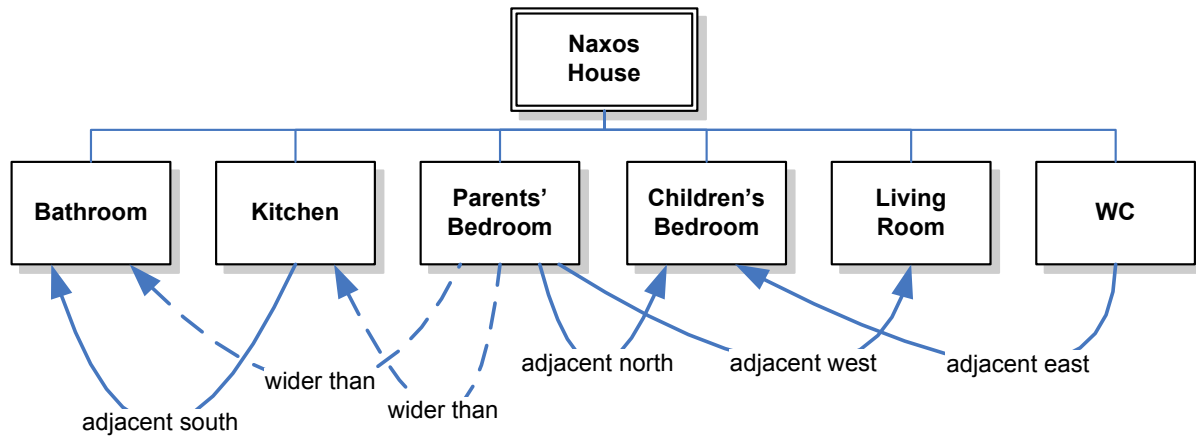 Naxos
House
Bathroom
Kitchen
Parents'
Bedroom
Children's
Bedroom
Living
Room
WC
adjacent north
adjacent west
adjacent east
wider than
wider than
adjacent south